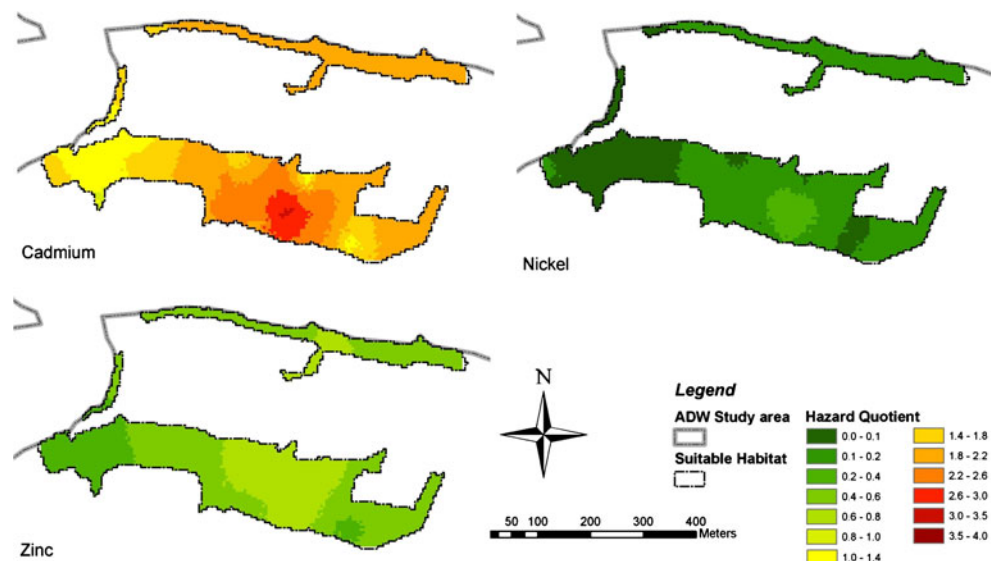 Cadmium
Nickel
Zinc
N
50 100 200 300 400
Meters
Legend
ADW Study area
Suitable Habitat
Hazard Quotient
0.0 - 0.1
0.1 - 0.2
0.2 - 0.4
0.4 - 0.6
0.6 - 0.8
0.8 - 1.0
1.0 - 1.4
1.4 - 1.8
1.8 - 2.2
2.2 - 2.6
2.6 - 3.0
3.0 - 3.5
3.5 - 4.0